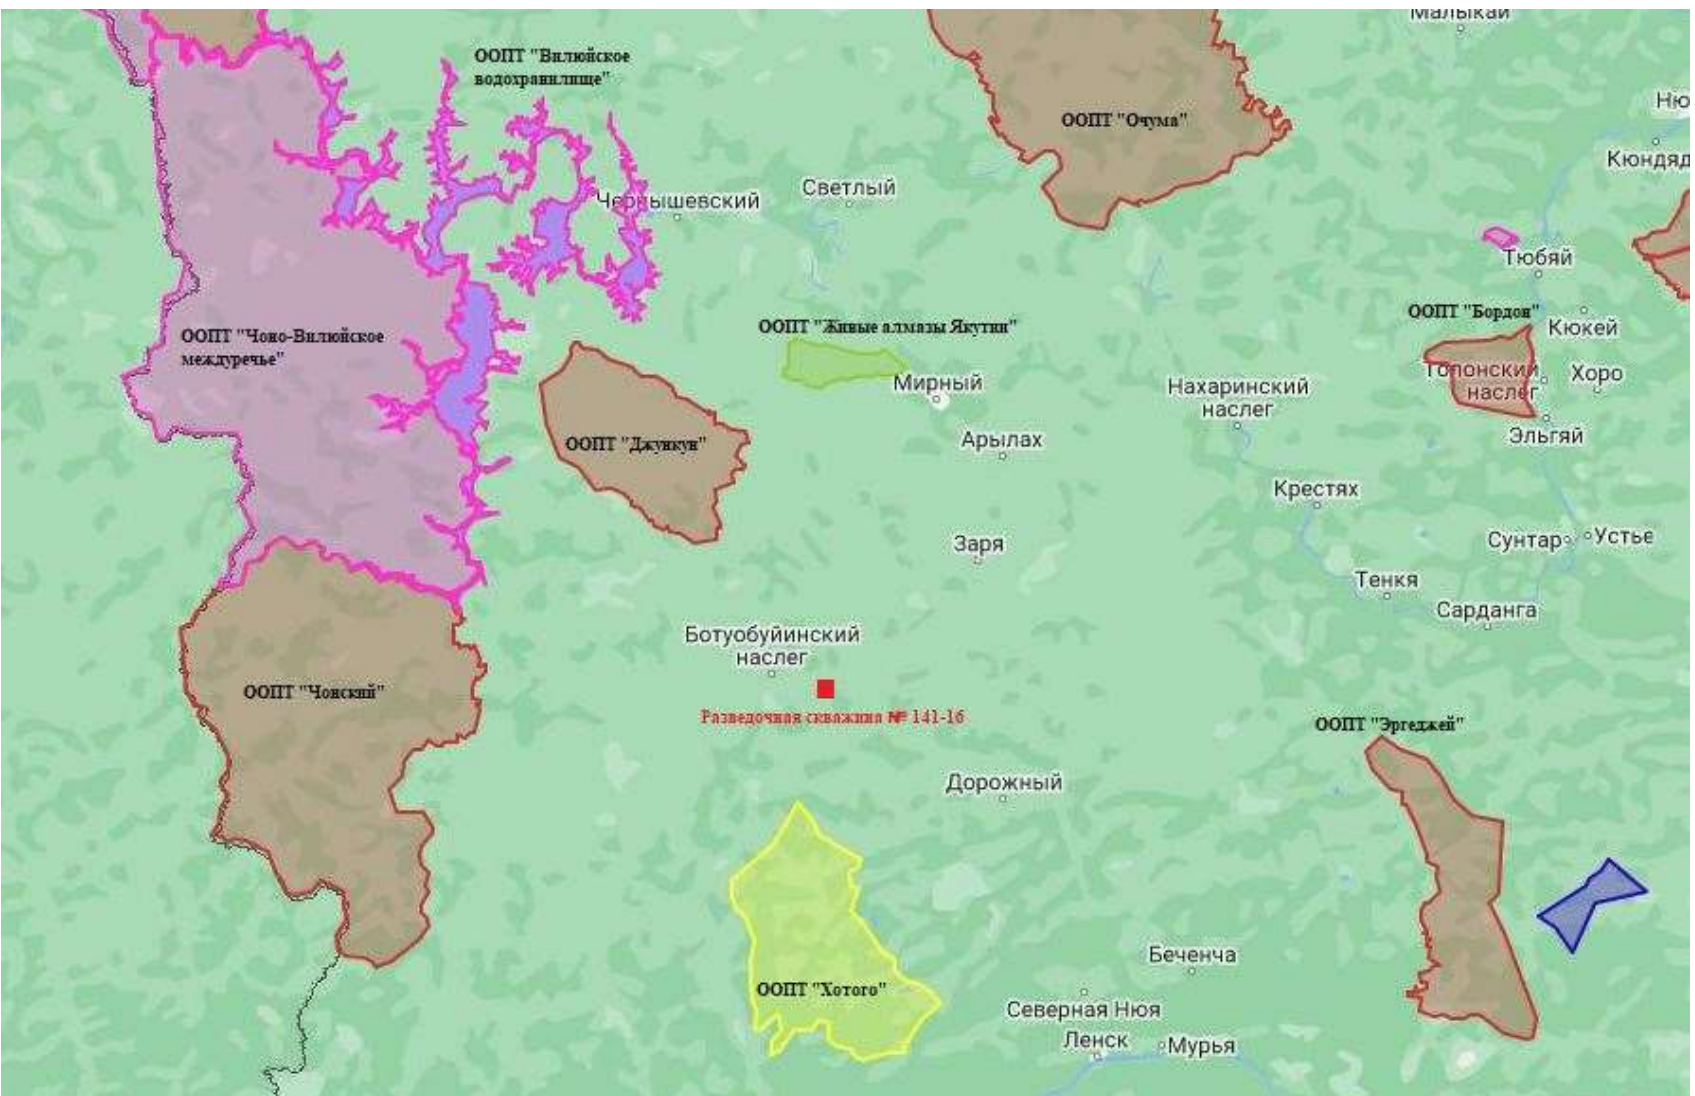 Малыкай
ООПТ "Вилюйское
водохранилище"
Ню
ООПТ "Очума"
Кюндяд
Светлый
Чернышевский
Тюбяй
ООПТ "Бордон"
ООПТ "Живые алмазы Якутии"
Кюкей
ООПТ "Чоно-Вилюйское
междуречье"
Мирный
Нахаринский
наслег
Толонский
наслег
Хоро
ООПТ "Джункун"
Арылах
Эльгяй
Крестях
Заря
Сунтар
Устье
Тенкя
Сарданга
Ботуобуйинский
наслег
ООПТ "Чонский"
Разведочная скважина № 141-16
ООПТ "Эргеджей"
Дорожный
Беченча
ООПТ "Хотого"
Северная Нюя
Ленск
Мурья